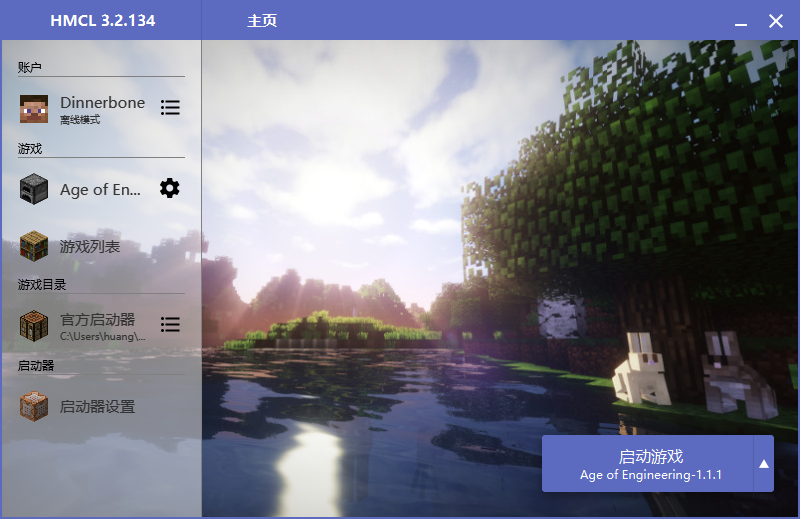 HMCL 3.2.134
主页
账户
Dinnerbone
离线模式
游戏
Age of En...
游戏列表
游戏目录
官方启动器
C:\Users\huang\...
启动器
启动器设置
启动游戏
Age of Engineering-1.1.1